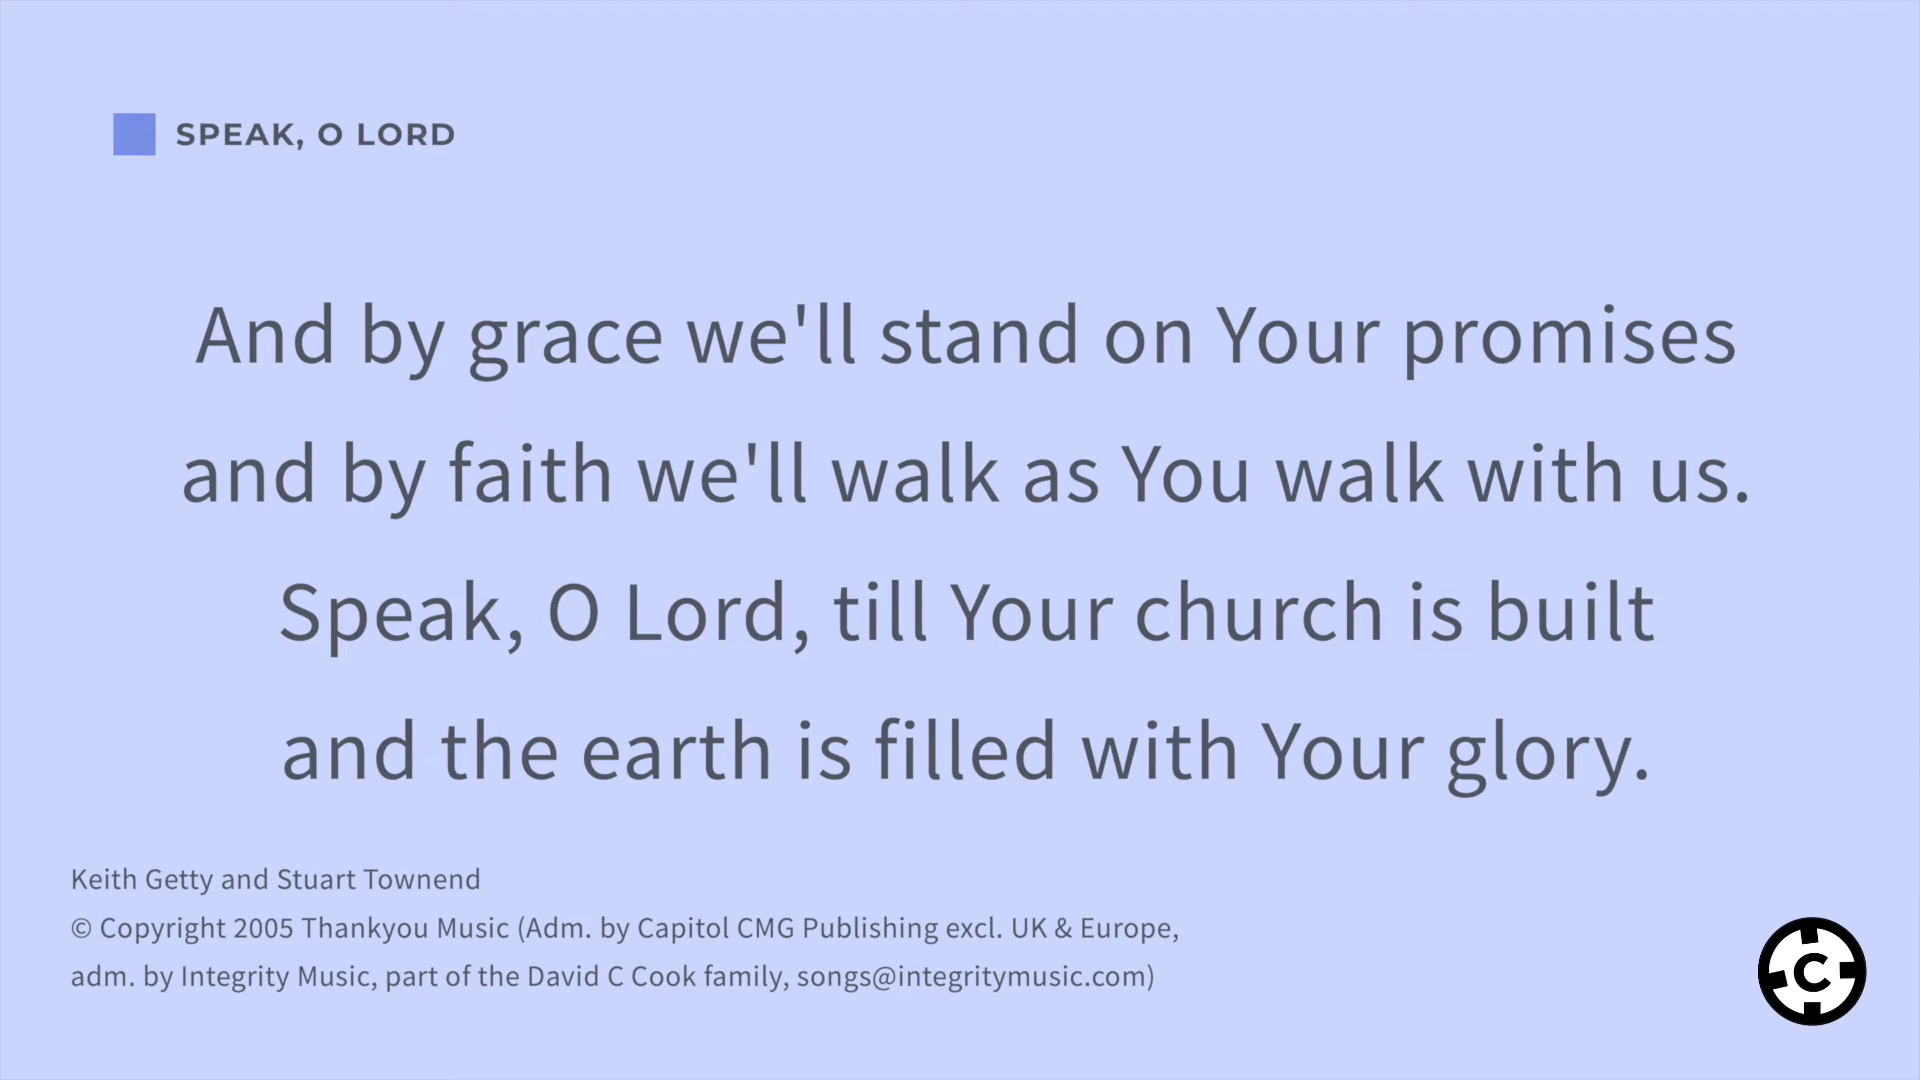 SPEAK, O LORD
And by grace we'll stand on Your promises
and by faith we'll walk as You walk with us.
Speak, O Lord, till Your church is built
and the earth is filled with Your glory.
Keith Getty and Stuart Townend
© Copyright 2005 Thankyou Music (Adm. by Capitol CMG Publishing excl. UK & Europe,
adm. by Integrity Music, part of the David C Cook family, songs@integritymusic.com)
C